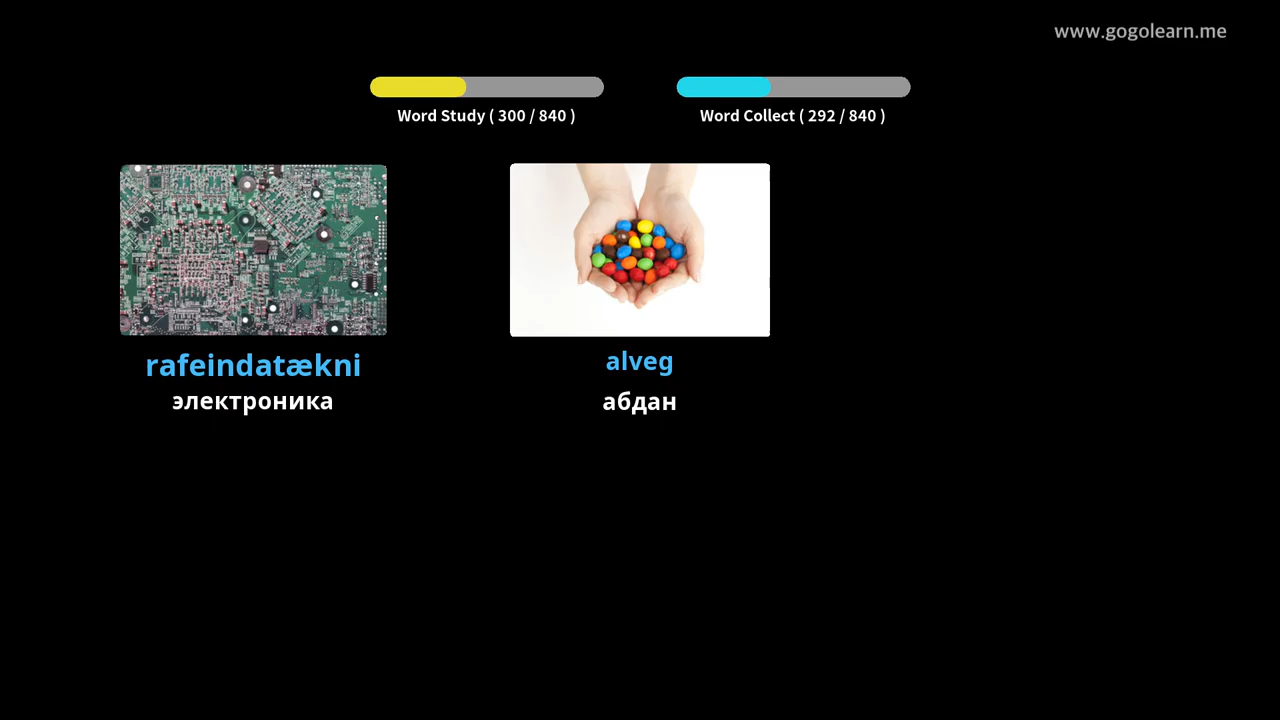 www.gogolearn.me
Word Study ( 300 / 840 )
Word Collect ( 292 / 840 )
rafeindatækni
электроника
alveg
абдан